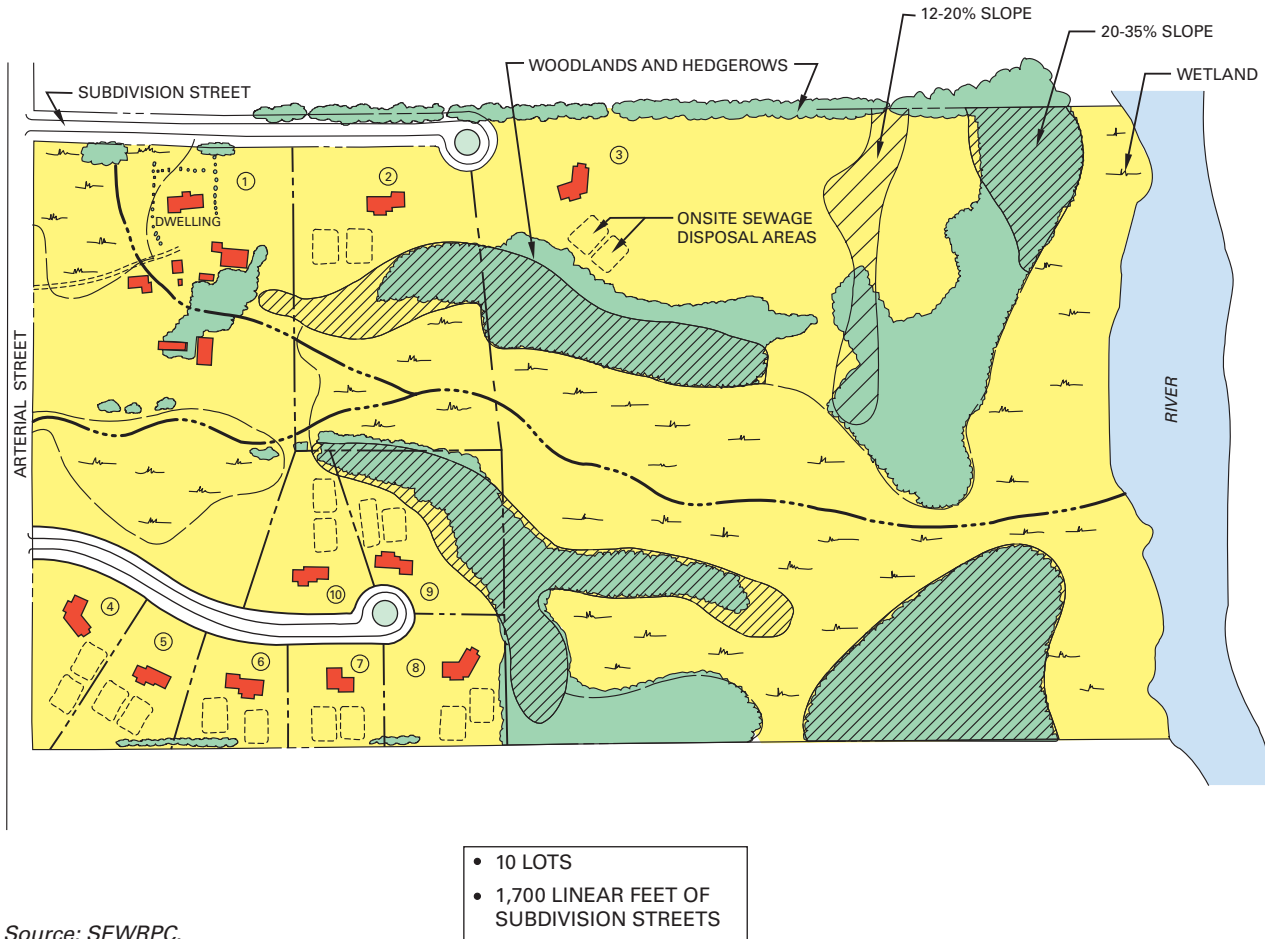 12-20% SLOPE
20-35% SLOPE
WOODLANDS AND HEDGEROWS
WETLAND
SUBDIVISION STREET
1
2
3
DWELLING
ONSITE SEWAGE
DISPOSAL AREAS
ARTERIAL STREET
RIVER
4
5
6
7
8
9
10
• 10 LOTS
• 1,700 LINEAR FEET OF
SUBDIVISION STREETS
Source: SEWRPC.